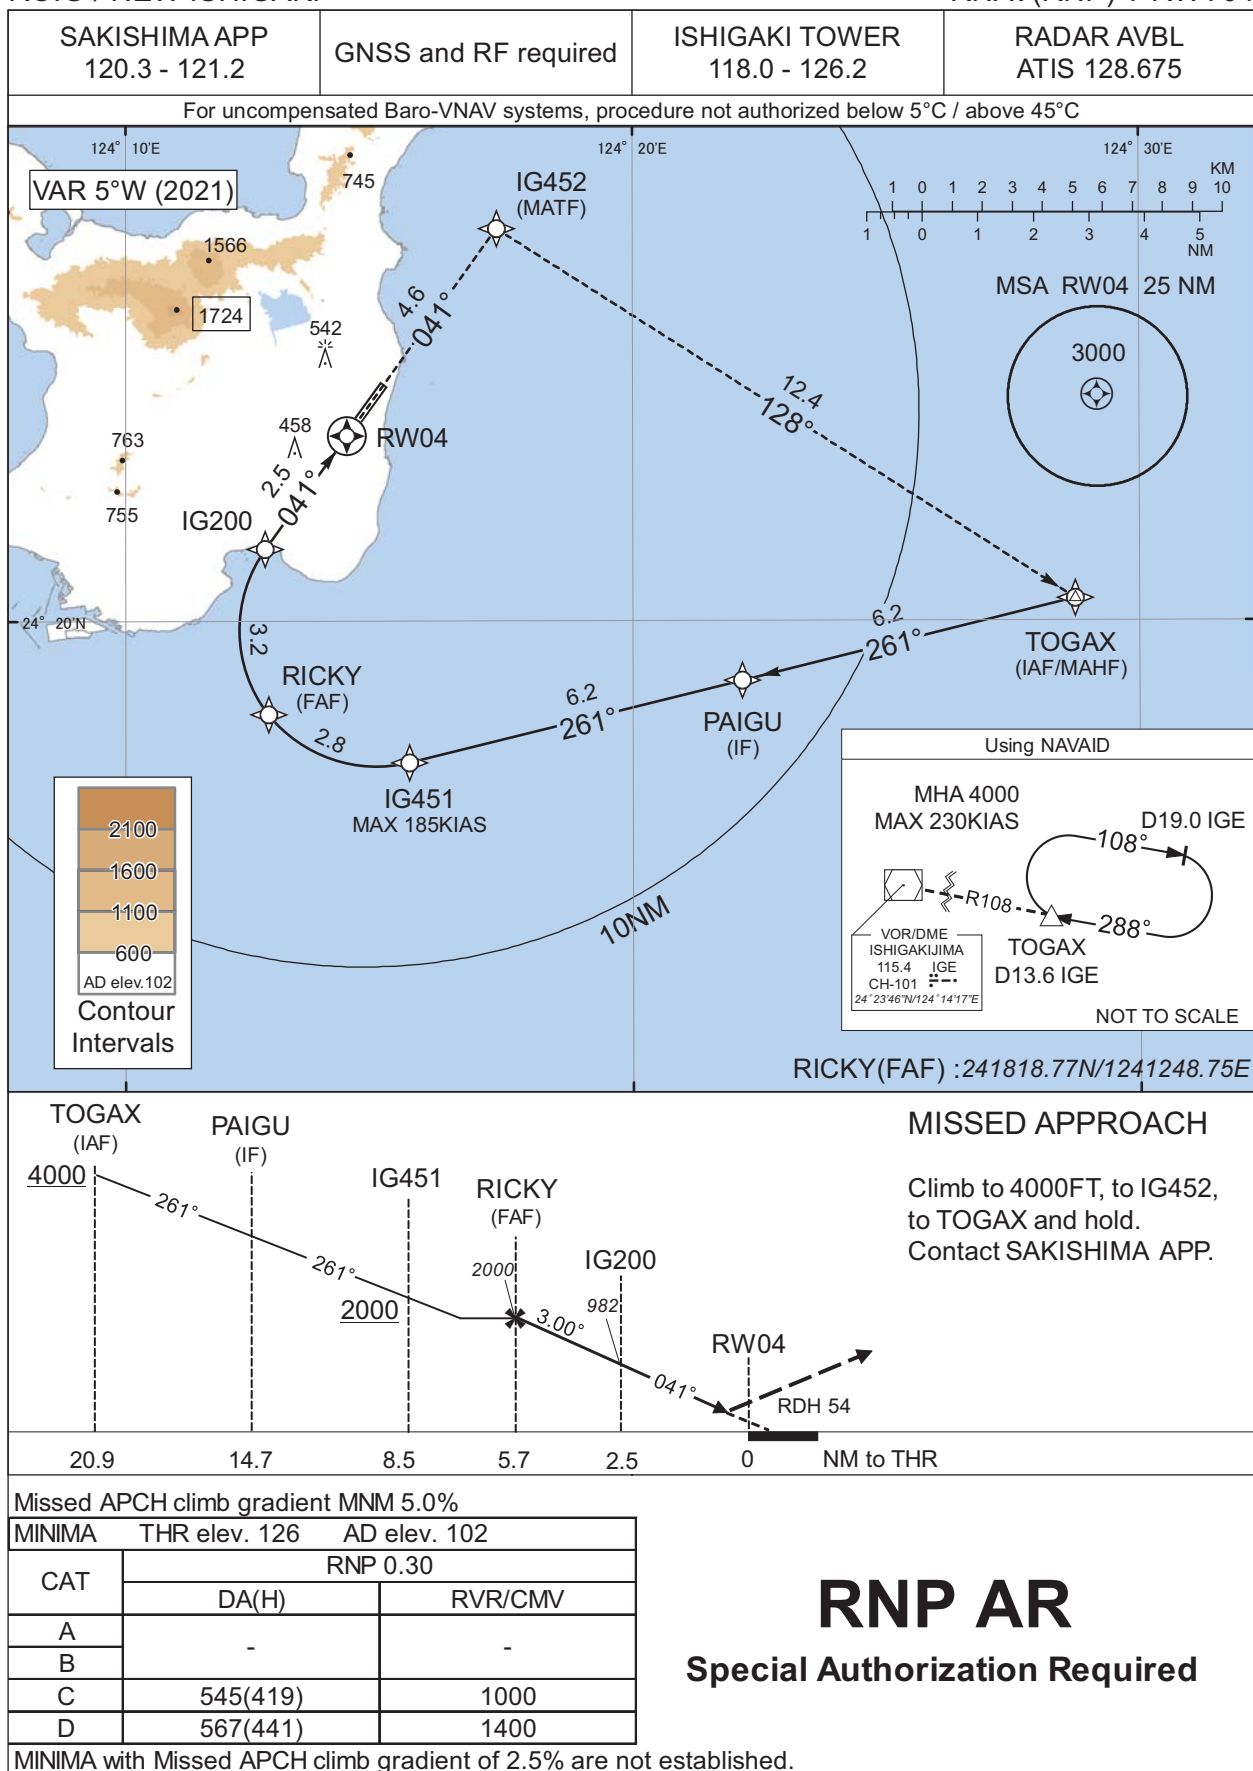 SAKISHIMA APP
120.3 - 121.2
GNSS and RF required
ISHIGAKI TOWER
118.0 - 126.2
RADAR AVBL
ATIS 128.675
For uncompensated Baro-VNAV systems, procedure not authorized below 5°C / above 45°C
124° 10'E
124° 20'E
124° 30'E
VAR 5°W (2021)
745
IG452
(MATF)
KM
1 0 1 2 3 4 5 6 7 8 9 10
1 0 1 2 3 4 5
NM
1566
1724
542
4.6
041°
MSA RW04 25 NM
3000
12.4
128°
763
458
RW04
755
2.5
041°
IG200
24° 20'N
3.2
6.2
261°
TOGAX
(IAF/MAHF)
RICKY
(FAF)
2.8
6.2
261°
PAIGU
(IF)
IG451
MAX 185KIAS
10NM
2100
1600
1100
600
AD elev.102
Contour
Intervals
Using NAVAID
MHA 4000
MAX 230KIAS
D19.0 IGE
108°
R108
288°
VOR/DME
ISHIGAKIJIMA
115.4 IGE
CH-101
24°23'46"N/124°14'17"E
TOGAX
D13.6 IGE
NOT TO SCALE
RICKY(FAF) :241818.77N/1241248.75E
TOGAX
(IAF)
PAIGU
(IF)
IG451
RICKY
(FAF)
IG200
RW04
4000
261°
261°
2000
2000
3.00°
982
041°
RDH 54
20.9 14.7 8.5 5.7 2.5 0 NM to THR
MISSED APPROACH
Climb to 4000FT, to IG452,
to TOGAX and hold.
Contact SAKISHIMA APP.
Missed APCH climb gradient MNM 5.0%
MINIMA THR elev. 126 AD elev. 102
CAT RNP 0.30
DA(H) RVR/CMV
A
B - -
C 545(419) 1000
D 567(441) 1400
MINIMA with Missed APCH climb gradient of 2.5% are not established.
RNP AR
Special Authorization Required